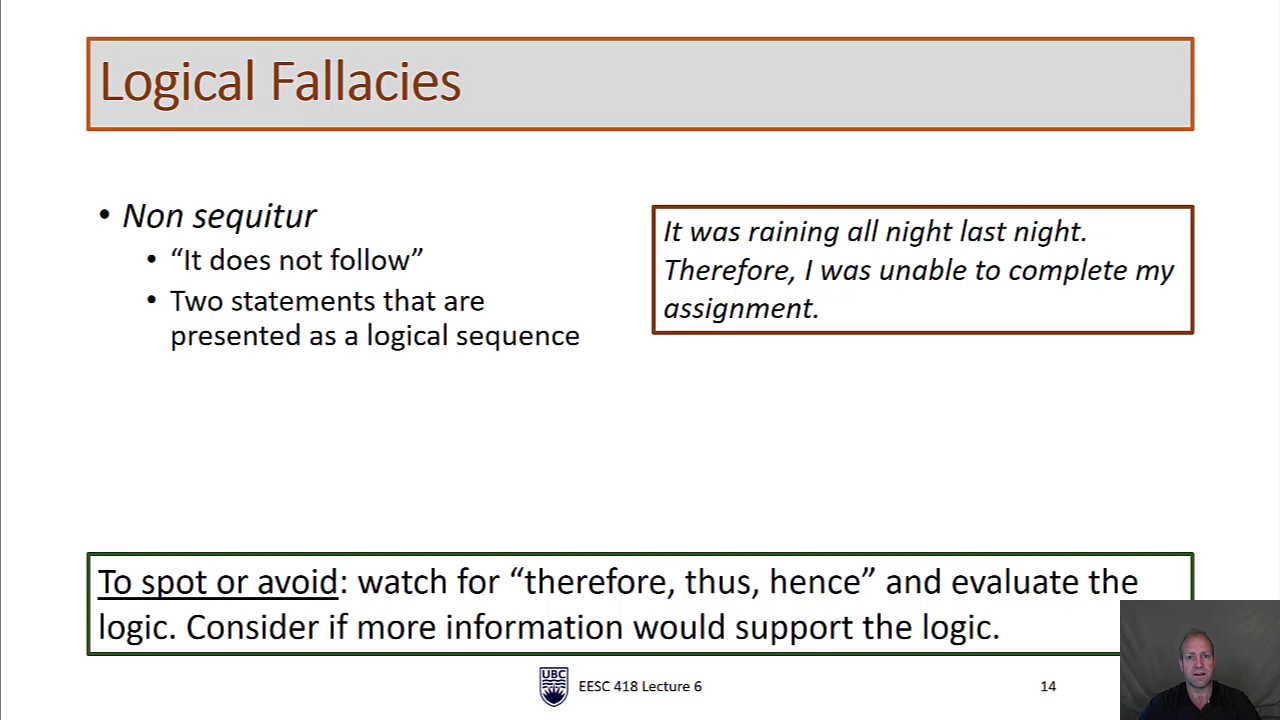 Logical Fallacies
• Non sequitur
• “It does not follow”
• Two statements that are
presented as a logical sequence
It was raining all night last night.
Therefore, I was unable to complete my
assignment.
To spot or avoid: watch for “therefore, thus, hence” and evaluate the
logic. Consider if more information would support the logic.
UBC
EESC 418 Lecture 6
14